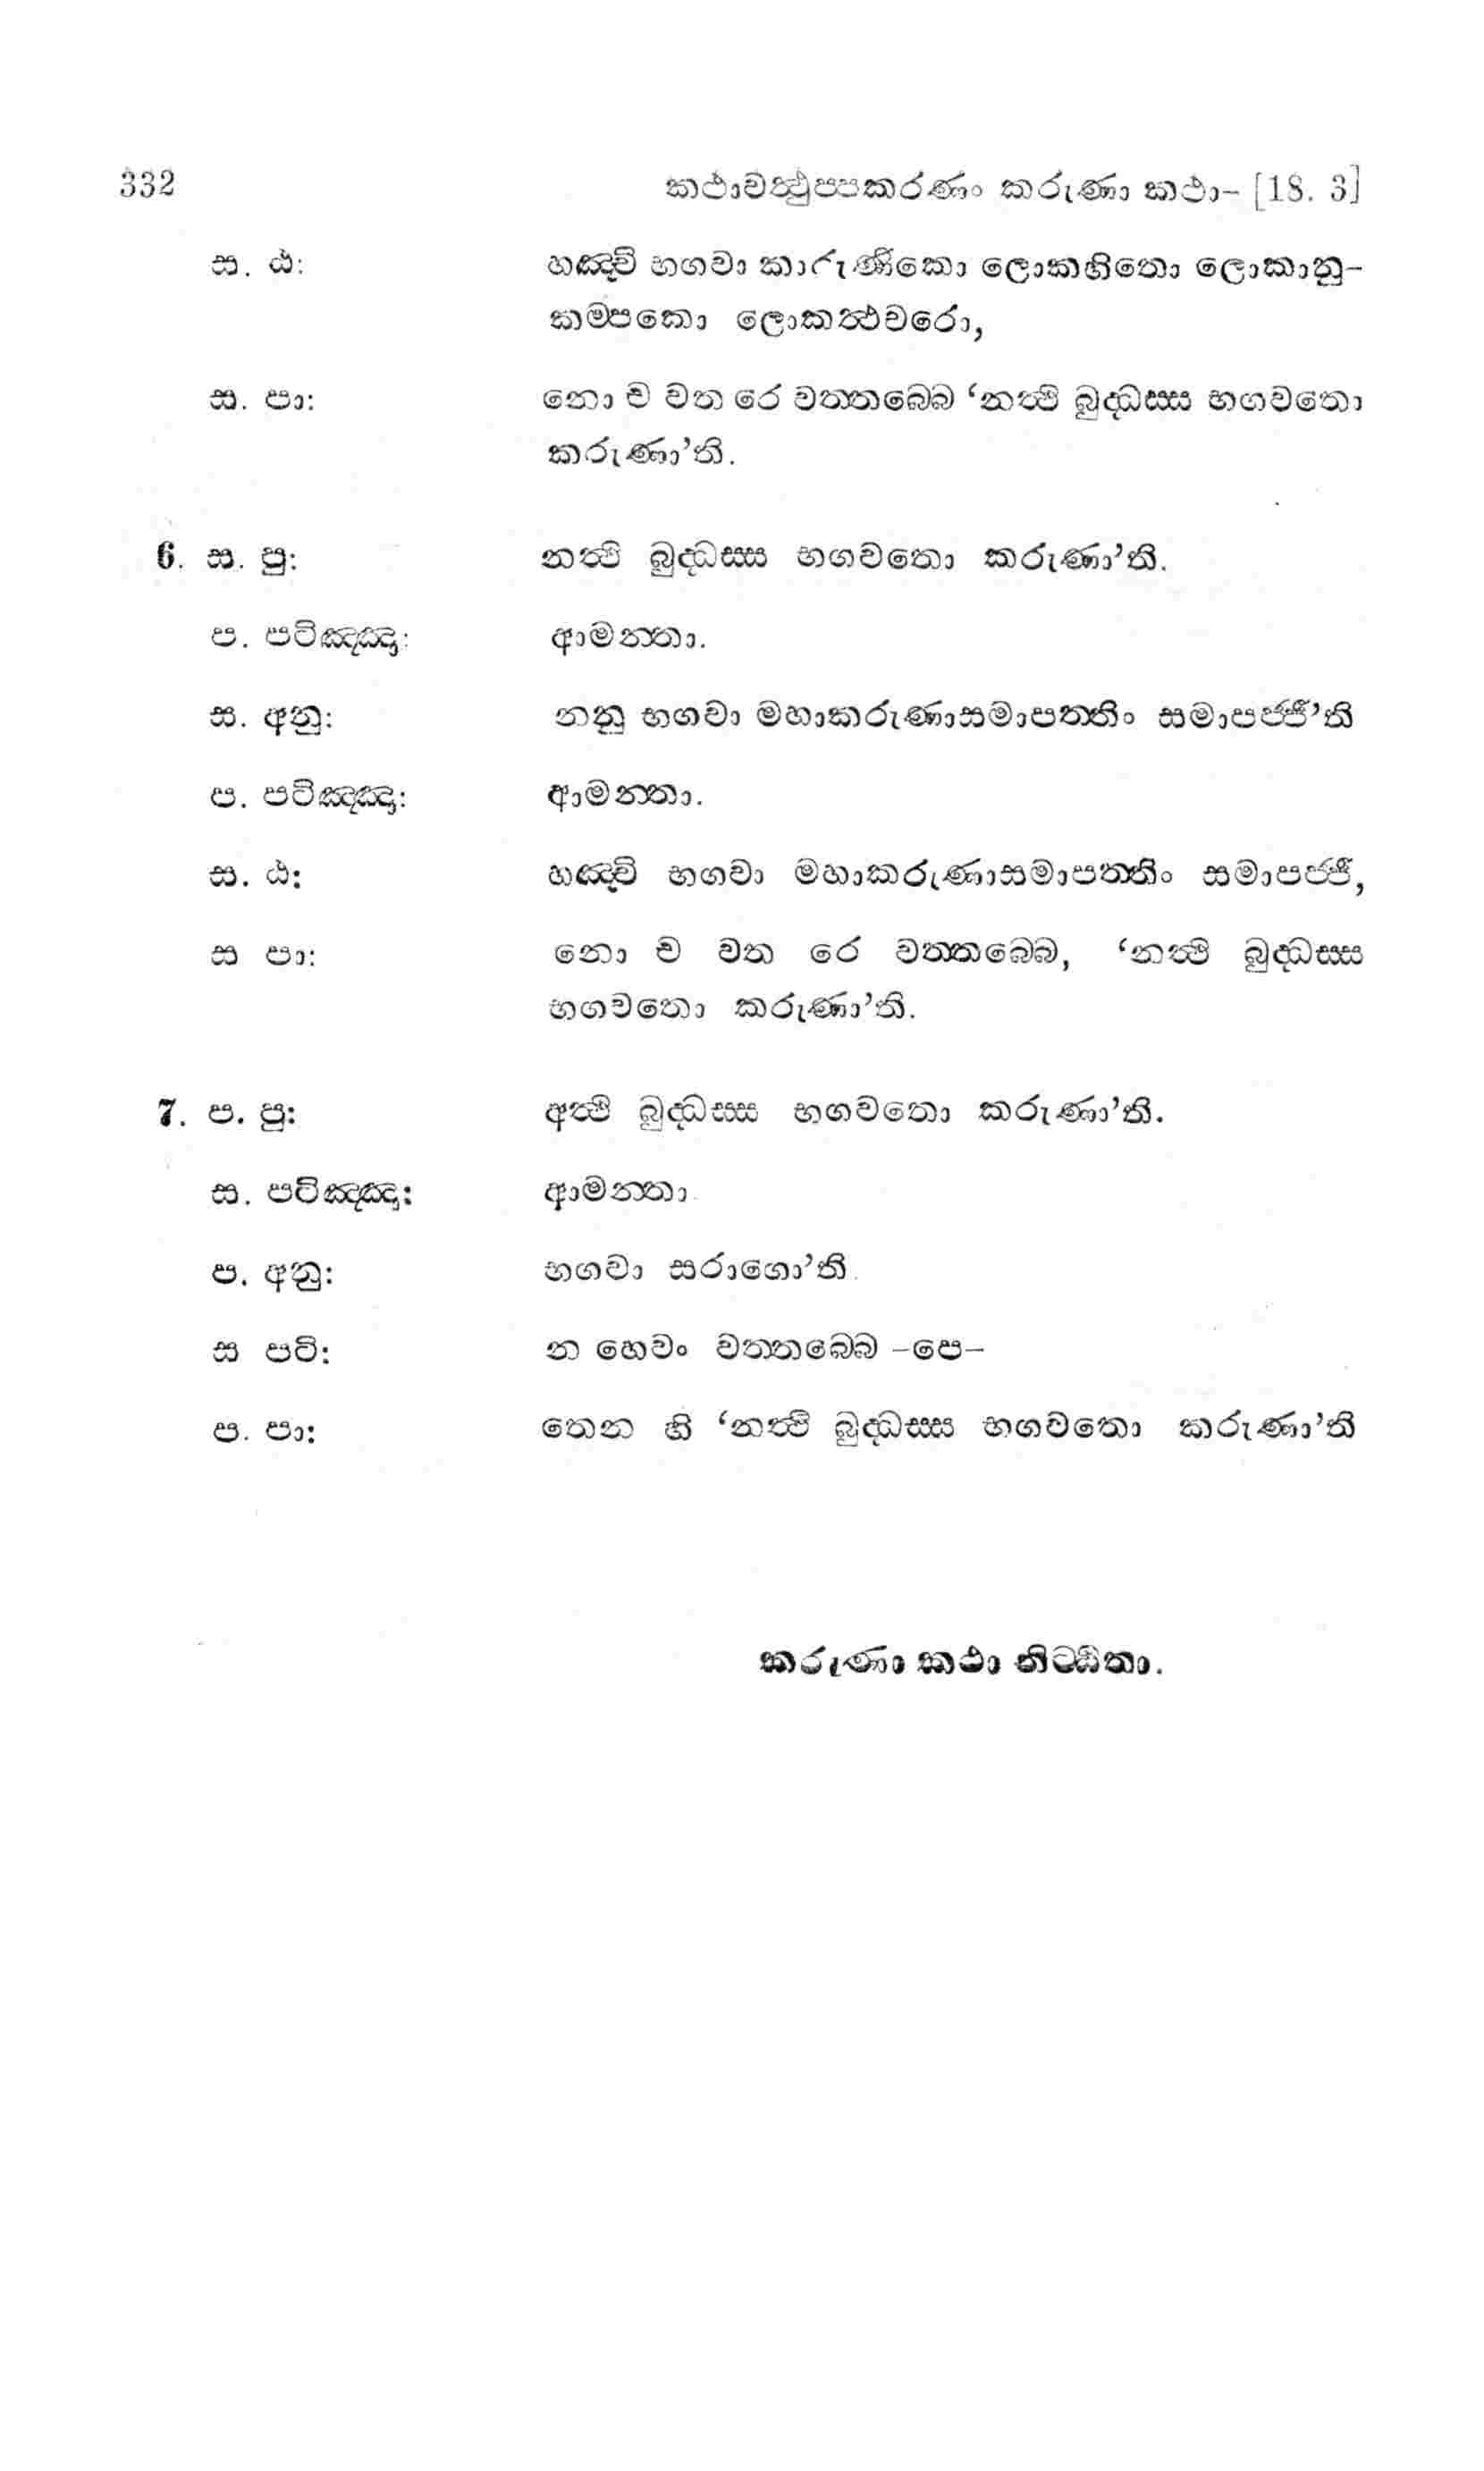 332 කථාවත්‍ථුප්පකරණං කරුණා කථා- [18. 3]
ස. ඨ: හඤ්චි භගවා කාරුණිකො ලොකහිතො ලොකානු-
කම්පකො ලොකත්‍ථචරො,
ස. පා: නො ච වත රෙ වත්තබ්බෙ ‘නත්‍ථි බුද්‍ධස්ස භගවතො
කරුණා’ති.
6. ස. පු: නත්‍ථි බුද්‍ධස්ස භගවතො කරුණා’ති.
ප. පටිඤ්ඤා: ආමන්තා.
ස. අනු: නනු භගවා මහාකරුණාසමාපත්තිං සමාපජ්ජී’ති
ප. පටිඤ්ඤා: ආමන්තා.
ස. ඨ: හඤ්චි භගවා මහාකරුණාසමාපත්තිං සමාපජ්ජී,
ස පා: නො ච වත රෙ වත්තබ්බෙ, ‘නත්‍ථි බුද්‍ධස්ස
භගවතො කරුණා’ති.
7. ප. පු: අත්‍ථි බුද්‍ධස්ස භගවතො කරුණා’ති.
ස. පටිඤ්ඤා: ආමන්තා.
ප. අනු: භගවා සරාගො’ති.
ස පටි: න හෙවං වත්තබ්බෙ –පෙ–
ප. පා: තෙන හි ‘නත්‍ථි බුද්‍ධස්ස භගවතො කරුණා’ති
කරුණා කථා නිට්ඨිතා.